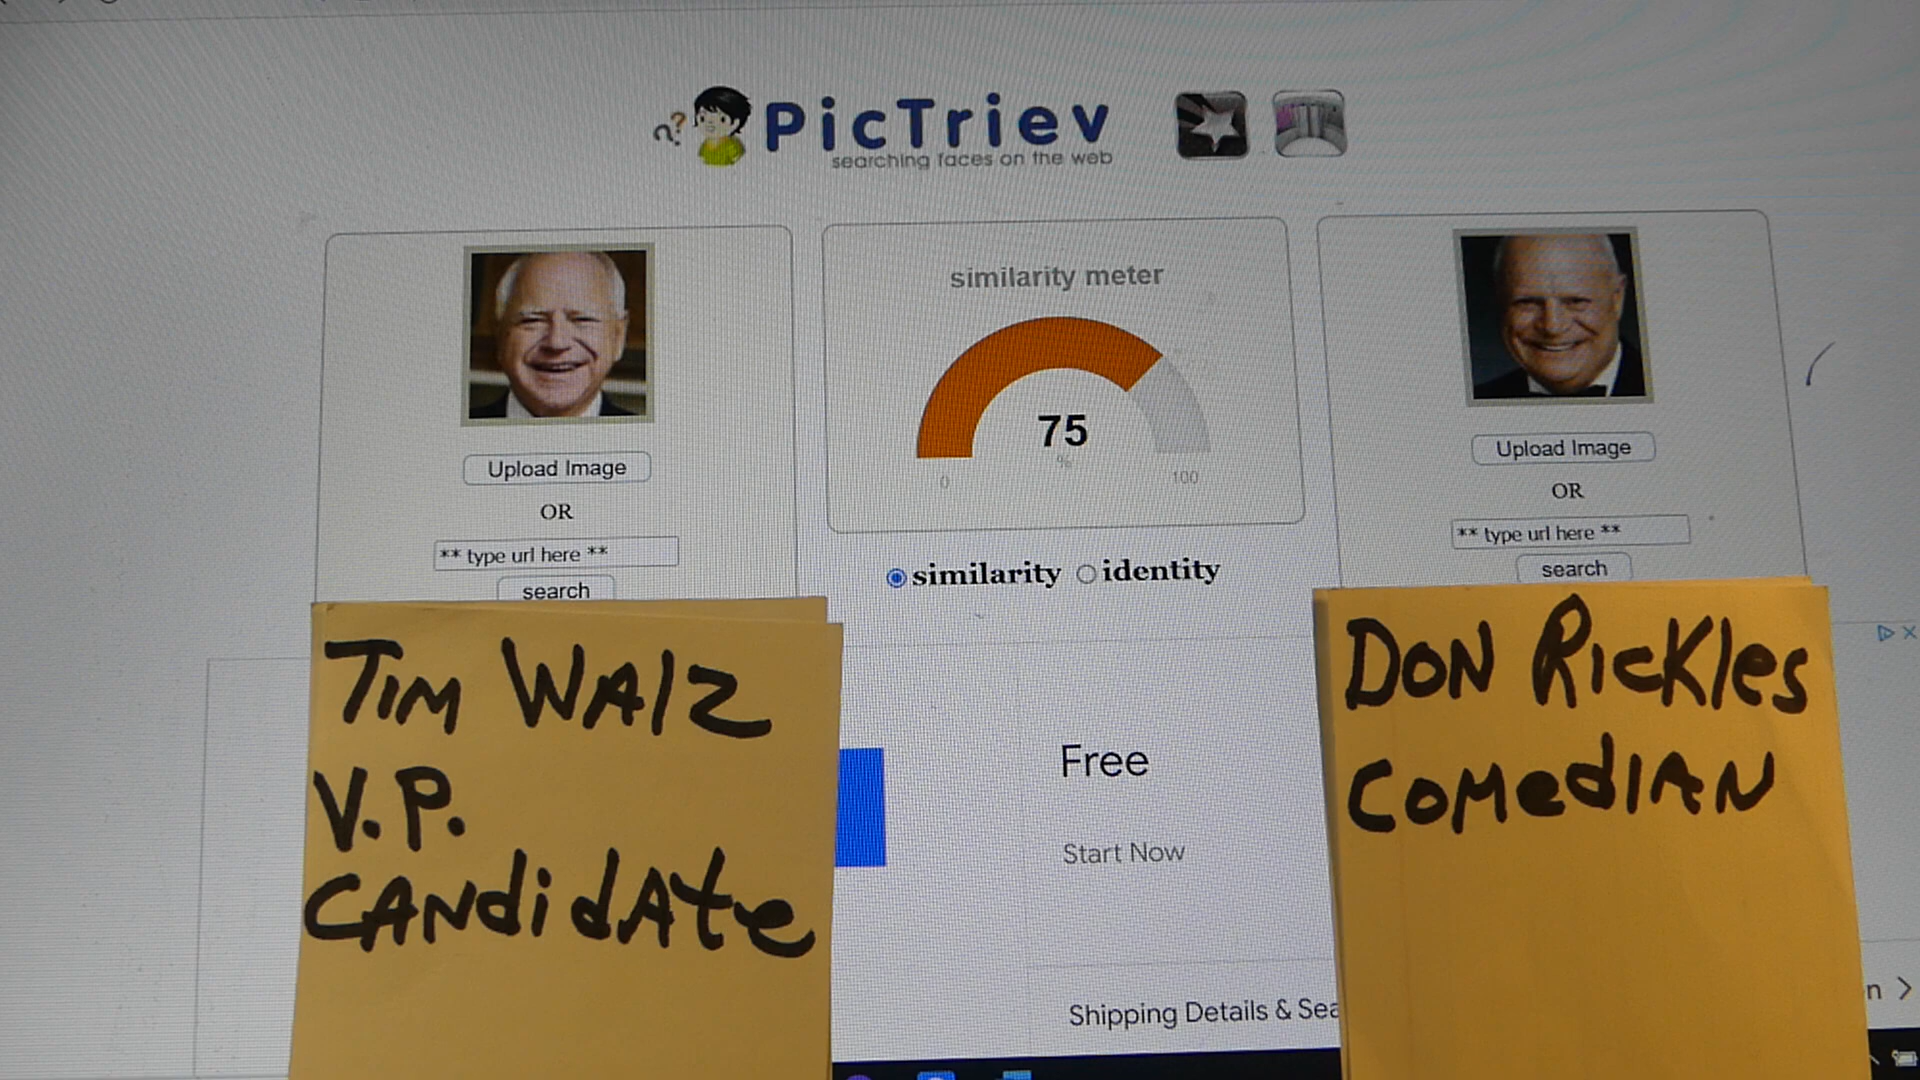 PicTriev
searching faces on the web
similarity meter
75
%
0
100
Upload Image
OR
** type url here **
search
Upload Image
OR
** type url here **
search
similarity identity
TIM WAlZ
V.P.
CANdidAte
DON RicKles
COMedIAN
Free
Start Now
Shipping Details & Sea
n